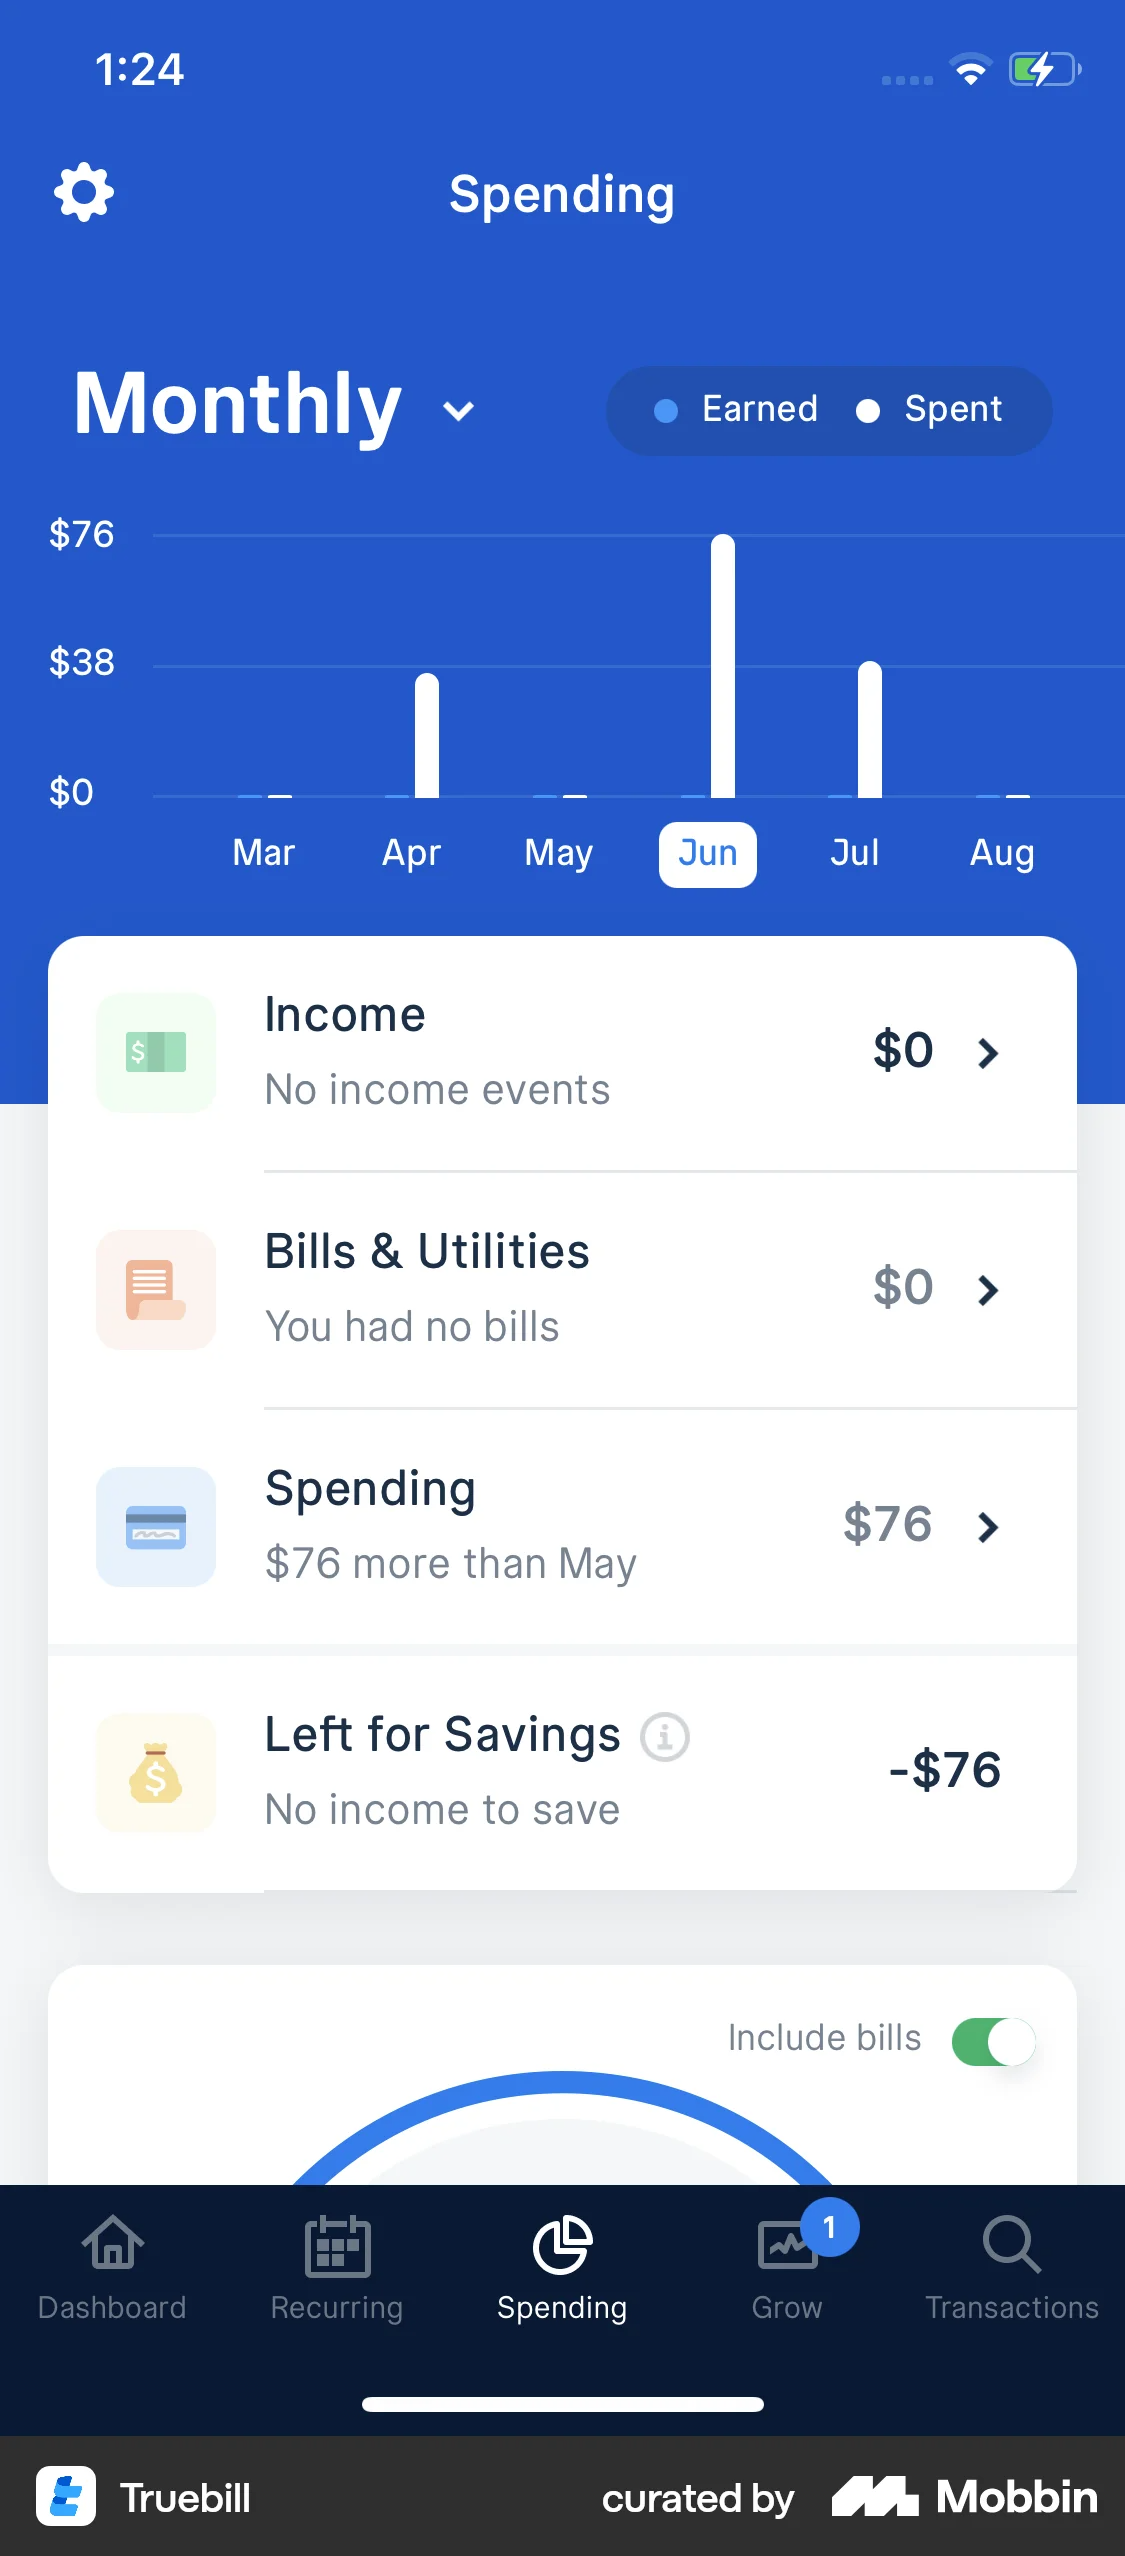 1:24
Spending
Monthly
Earned Spent
$76
$38
$0
Mar Apr May Jun Jul Aug
Income
No income events
$0
Bills & Utilities
You had no bills
$0
Spending
$76 more than May
$76
Left for Savings
No income to save
-$76
Include bills
1
Dashboard Recurring Spending Grow Transactions
Truebill curated by Mobbin